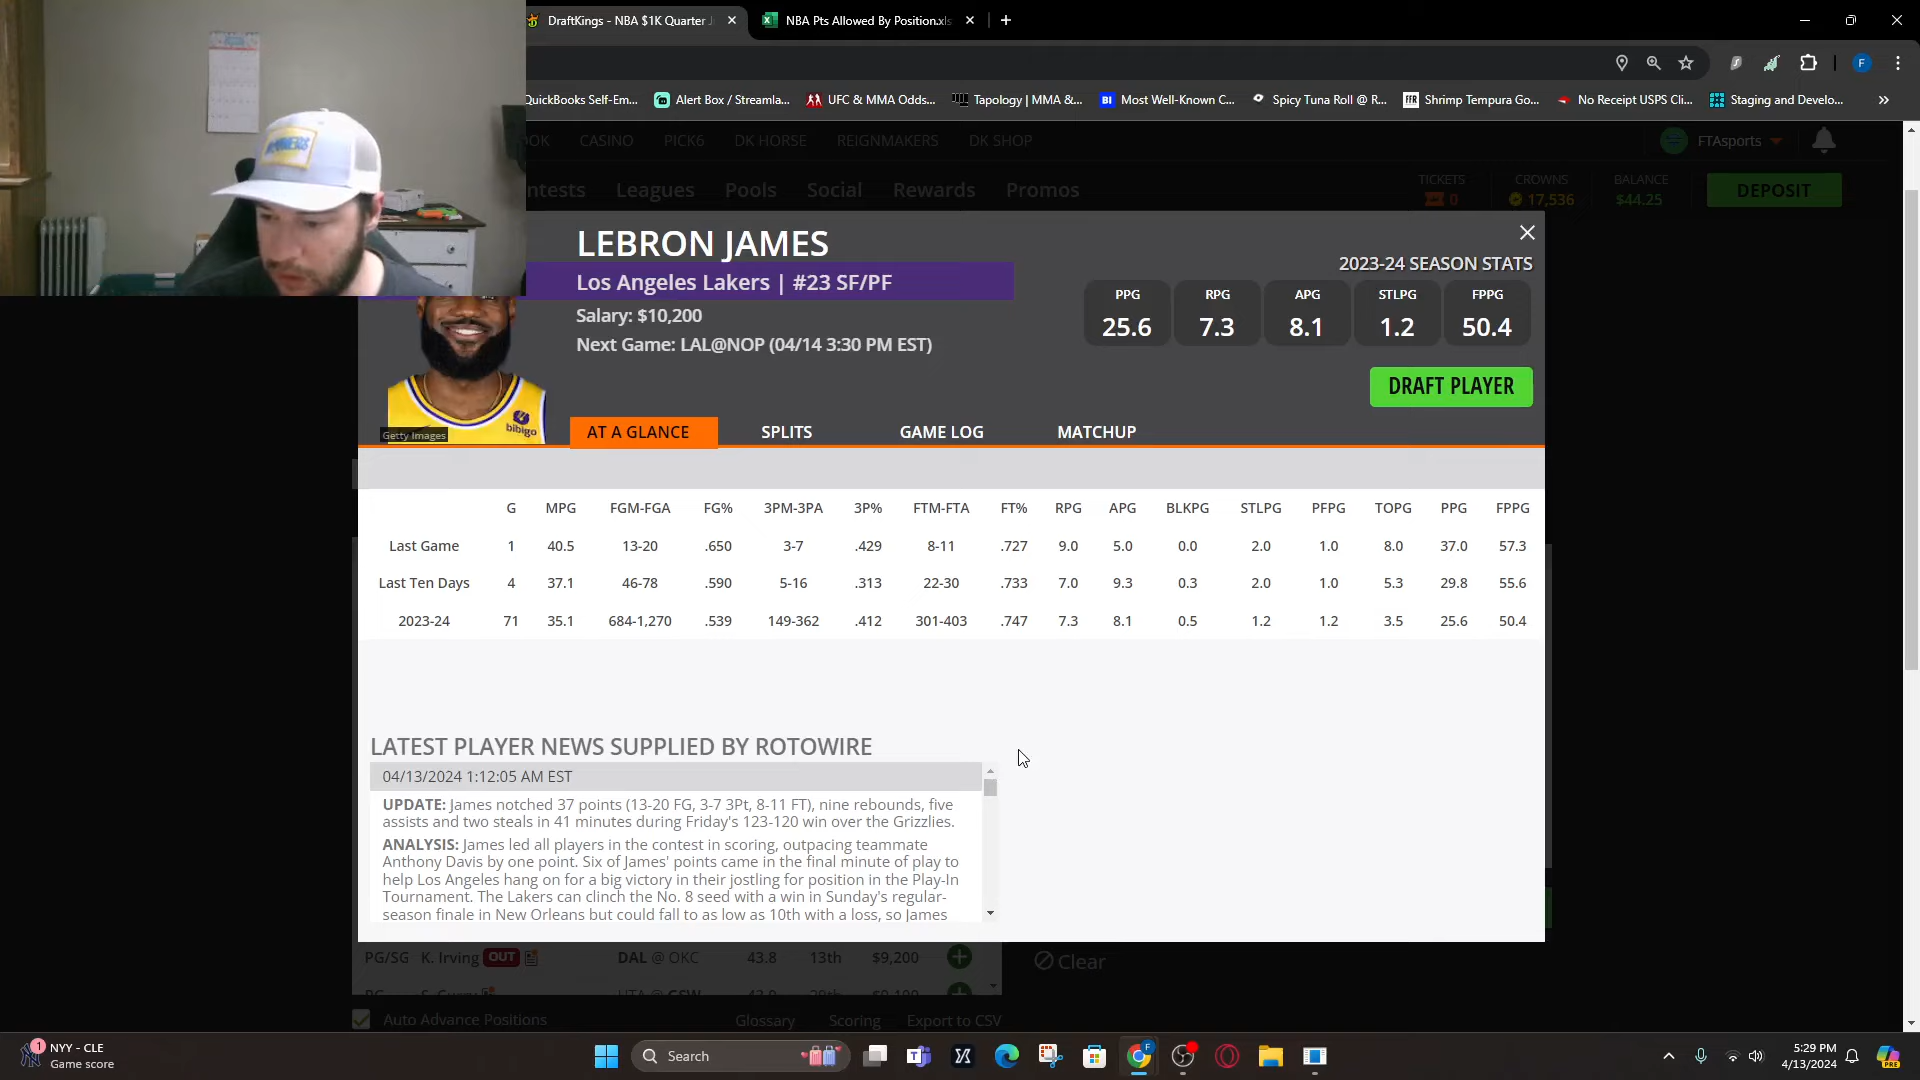 DraftKings - NBA $1K Quarter J
NBA Pts Allowed By Position.xls
F
QuickBooks Self-Em...
Alert Box / Streamla...
UFC & MMA Odds...
Tapology | MMA &...
BI Most Well-Known C...
Spicy Tuna Roll @ R...
FFR Shrimp Tempura Go...
No Receipt USPS Cli...
Staging and Develo...
»
OK CASINO PICK6 DK HORSE REIGNMAKERS DK SHOP
FTAsports
ntests Leagues Pools Social Rewards Promos
TICKETS CROWNS BALANCE
0 17,536 $44.25
DEPOSIT
LEBRON JAMES
Los Angeles Lakers | #23 SF/PF
Salary: $10,200
Next Game: LAL@NOP (04/14 3:30 PM EST)
2023-24 SEASON STATS
PPG RPG APG STLPG FPPG
25.6 7.3 8.1 1.2 50.4
DRAFT PLAYER
bibigo
Getty Images
AT A GLANCE SPLITS GAME LOG MATCHUP
G MPG FGM-FGA FG% 3PM-3PA 3P% FTM-FTA FT% RPG APG BLKPG STLPG PFPG TOPG PPG FPPG
Last Game 1 40.5 13-20 .650 3-7 .429 8-11 .727 9.0 5.0 0.0 2.0 1.0 8.0 37.0 57.3
Last Ten Days 4 37.1 46-78 .590 5-16 .313 22-30 .733 7.0 9.3 0.3 2.0 1.0 5.3 29.8 55.6
2023-24 71 35.1 684-1,270 .539 149-362 .412 301-403 .747 7.3 8.1 0.5 1.2 1.2 3.5 25.6 50.4
LATEST PLAYER NEWS SUPPLIED BY ROTOWIRE
04/13/2024 1:12:05 AM EST
UPDATE: James notched 37 points (13-20 FG, 3-7 3Pt, 8-11 FT), nine rebounds, five
assists and two steals in 41 minutes during Friday's 123-120 win over the Grizzlies.
ANALYSIS: James led all players in the contest in scoring, outpacing teammate
Anthony Davis by one point. Six of James' points came in the final minute of play to
help Los Angeles hang on for a big victory in their jostling for position in the Play-In
Tournament. The Lakers can clinch the No. 8 seed with a win in Sunday's regular-
season finale in New Orleans but could fall to as low as 10th with a loss, so James
PG/SG K. Irving OUT DAL @ OKC 43.8 13th $9,200
Clear
Auto Advance Positions Glossary Scoring Export to CSV
1
NYY - CLE
Game score
Search
5:29 PM
4/13/2024